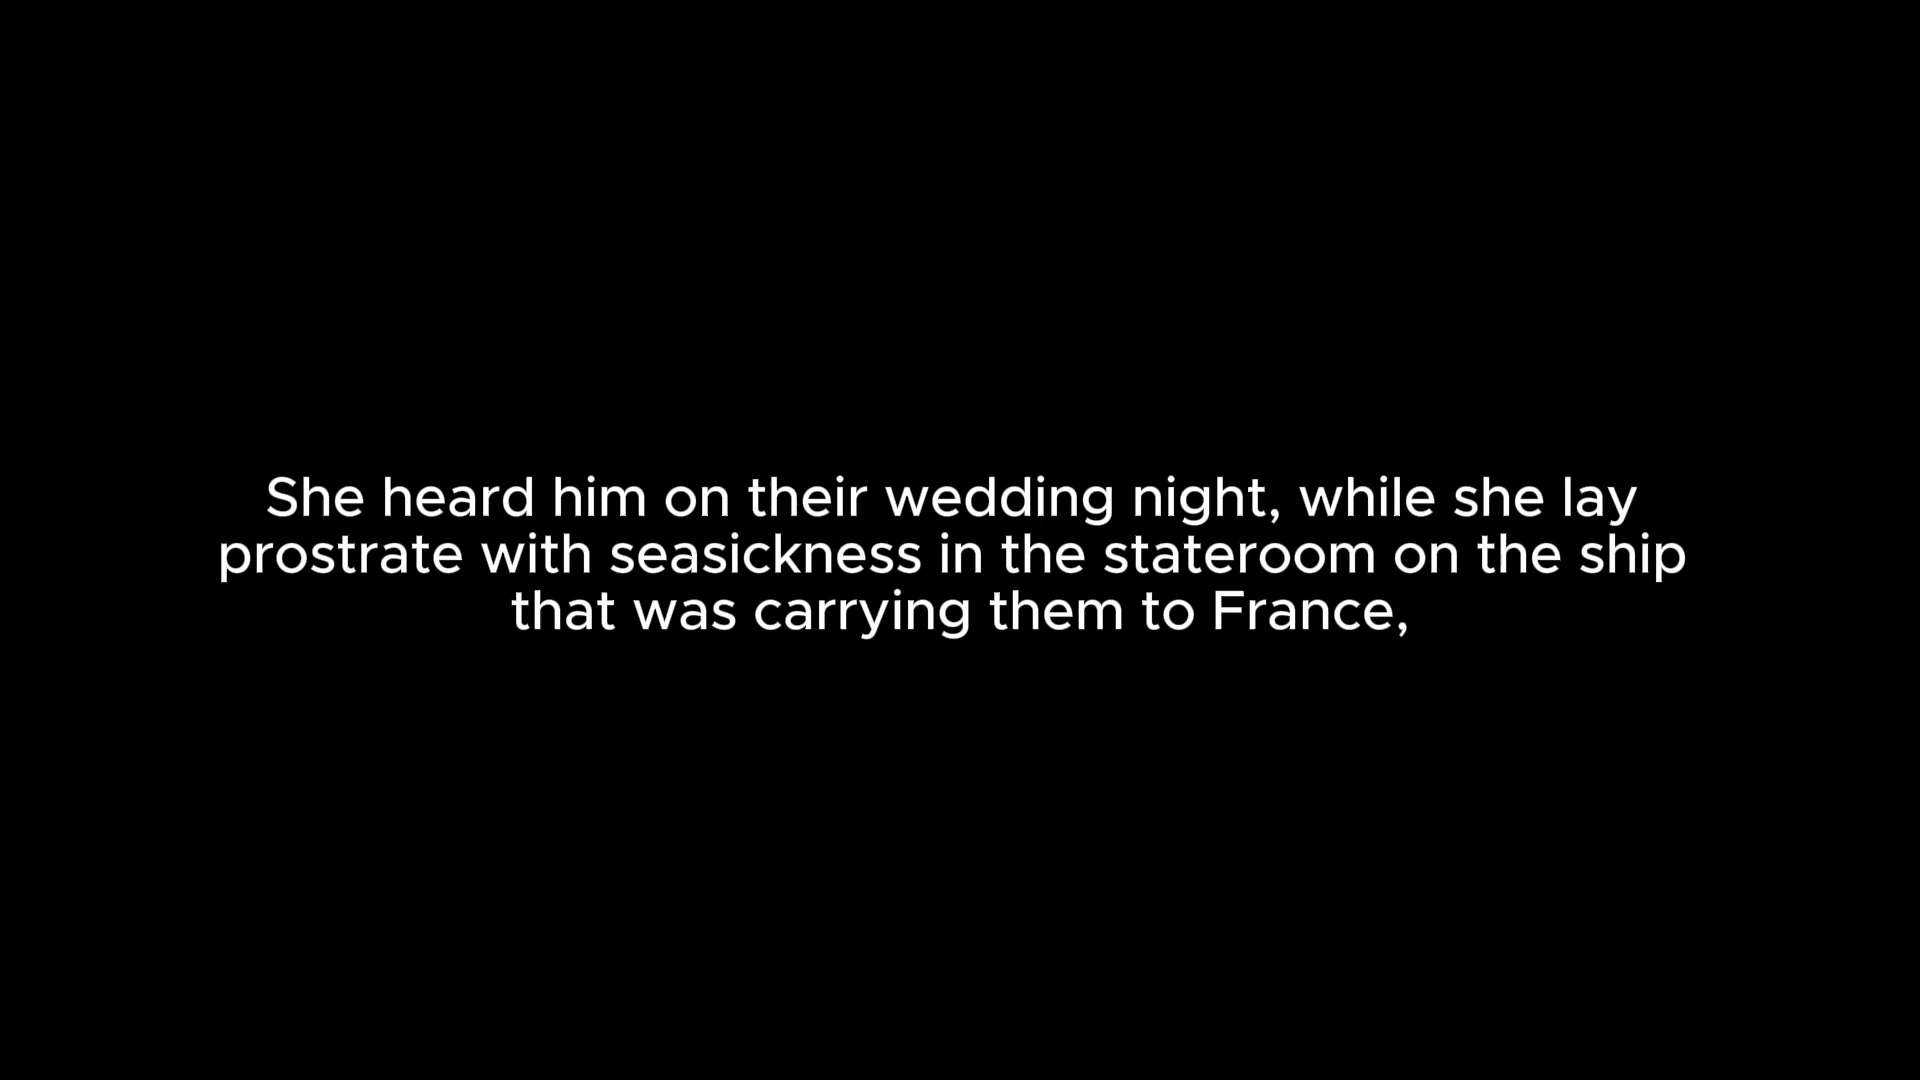 She heard him on their wedding night, while she lay
prostrate with seasickness in the stateroom on the ship
that was carrying them to France,